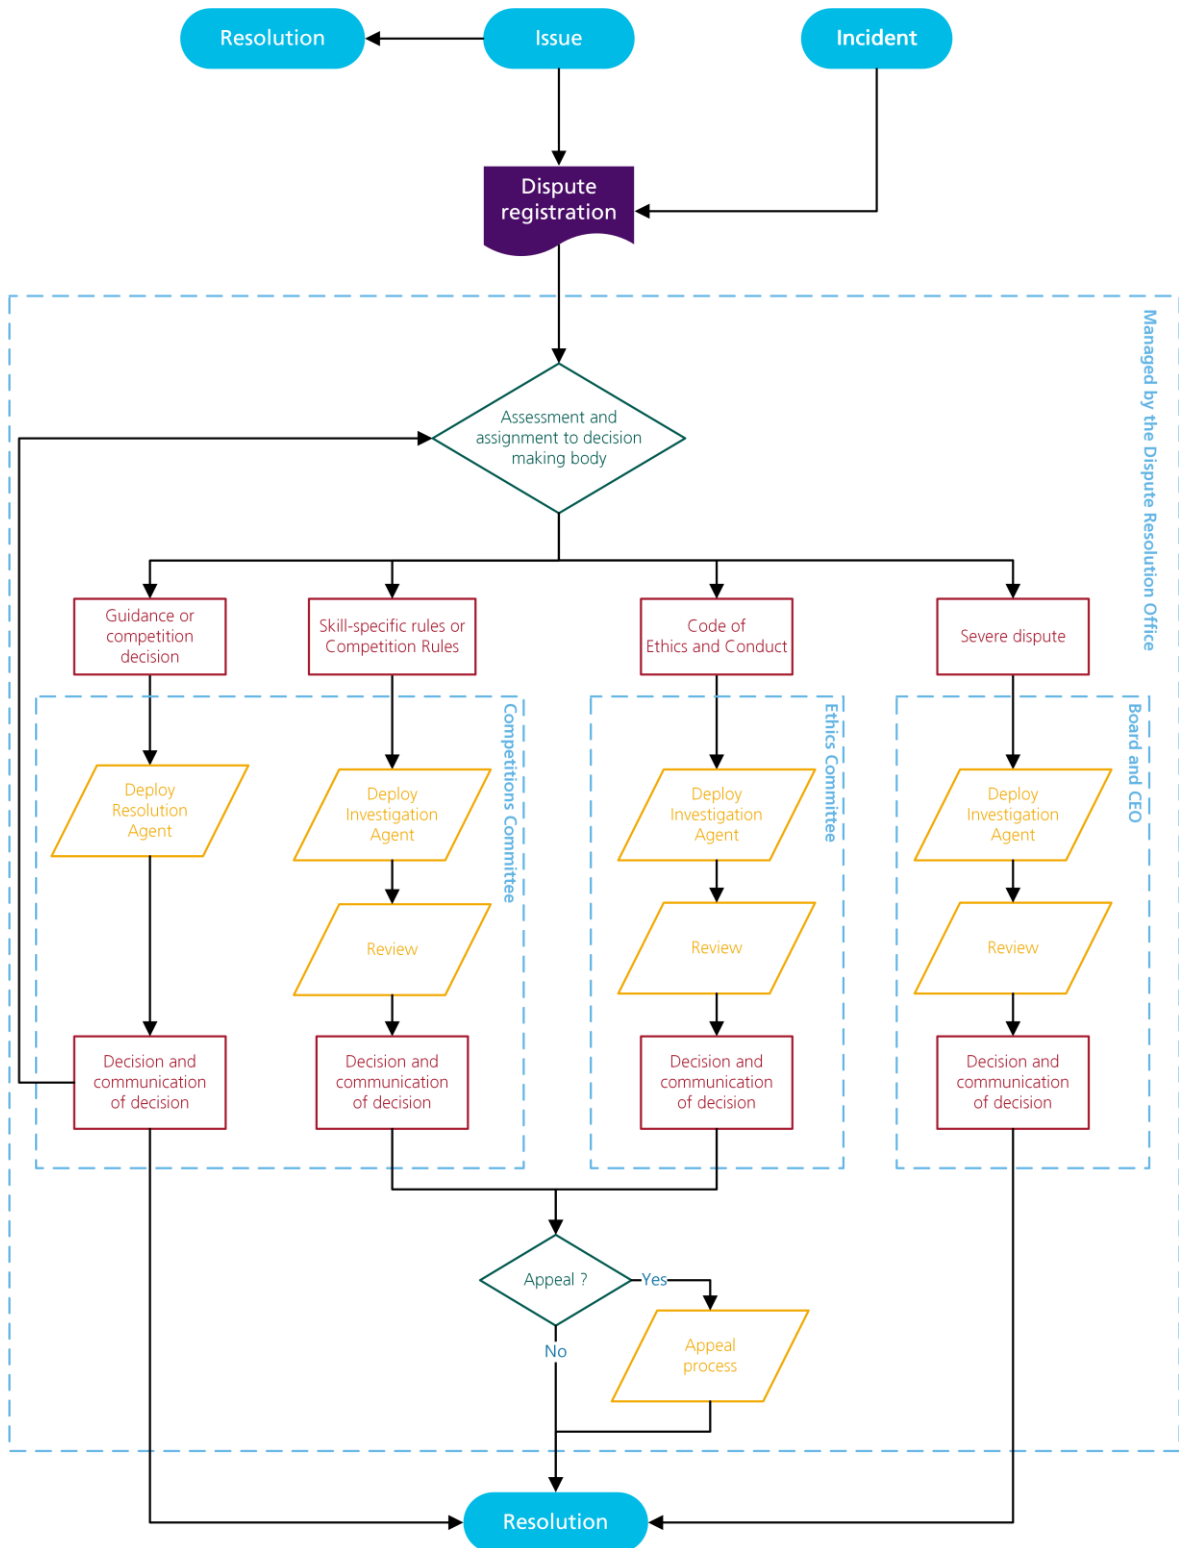 Resolution
Issue
Incident
Dispute
registration
Managed by the Dispute Resolution Office
Assessment and
assignment to decision
making body
Guidance or
competition
decision
Skill-specific rules or
Competition Rules
Code of
Ethics and Conduct
Severe dispute
Competitions Committee
Ethics Committee
Board and CEO
Deploy
Resolution
Agent
Deploy
Investigation
Agent
Deploy
Investigation
Agent
Deploy
Investigation
Agent
Review
Review
Review
Decision and
communication
of decision
Decision and
communication
of decision
Decision and
communication
of decision
Decision and
communication
of decision
Appeal ?
Yes
No
Appeal
process
Resolution